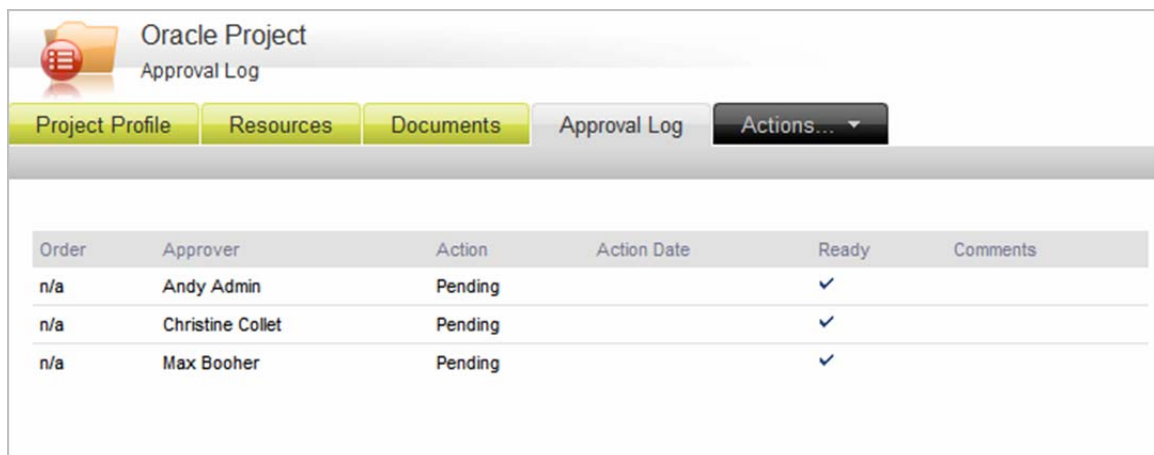 Oracle Project
Approval Log
Project Profile Resources Documents Approval Log Actions...
Order Approver Action Action Date Ready Comments
n/a Andy Admin Pending ✓
n/a Christine Collet Pending ✓
n/a Max Booher Pending ✓